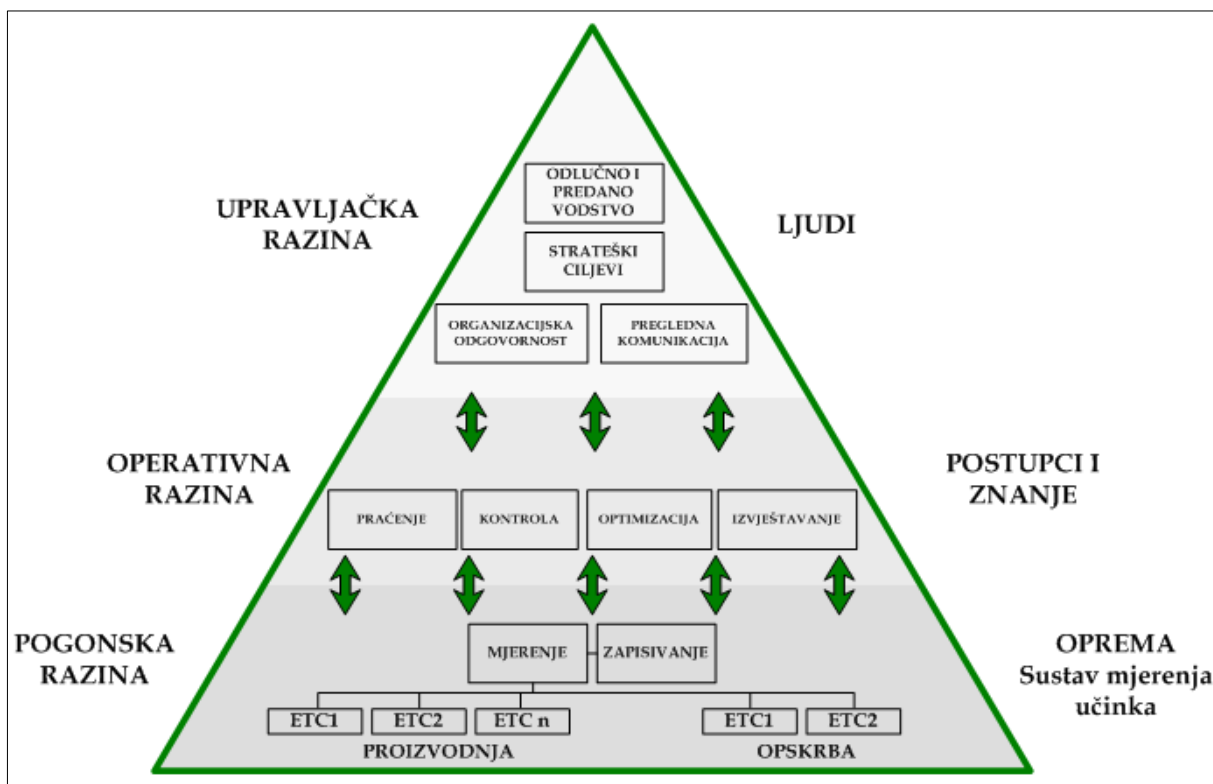 ODLUČNO I
PREDANO
VODSTVO
UPRAVLJAČKA
RAZINA
LJUDI
STRATEŠKI
CILJEVI
ORGANIZACIJSKA
ODGOVORNOST
PREGLEDNA
KOMUNIKACIJA
OPERATIVNA
RAZINA
POSTUPCI I
ZNANJE
PRAĆENJE
KONTROLA
OPTIMIZACIJA
IZVJEŠTAVANJE
POGONSKA
RAZINA
MJERENJE
ZAPISIVANJE
OPREMA
Sustav mjerenja
učinka
ETC1
ETC2
ETC n
ETC1
ETC2
PROIZVODNJA
OPSKRBA